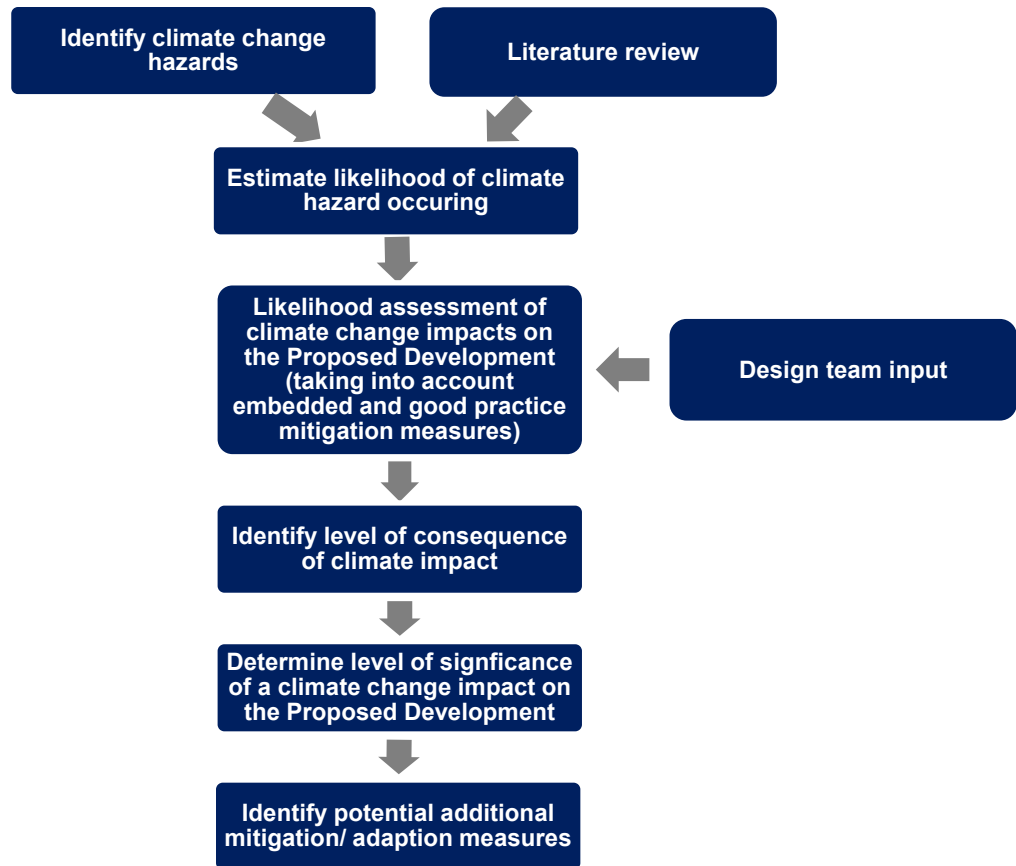 Identify climate change
hazards
Literature review
Estimate likelihood of climate
hazard occuring
Likelihood assessment of
climate change impacts on
the Proposed Development
(taking into account
embedded and good practice
mitigation measures)
Design team input
Identify level of consequence
of climate impact
Determine level of signficance
of a climate change impact on
the Proposed Development
Identify potential additional
mitigation/ adaption measures